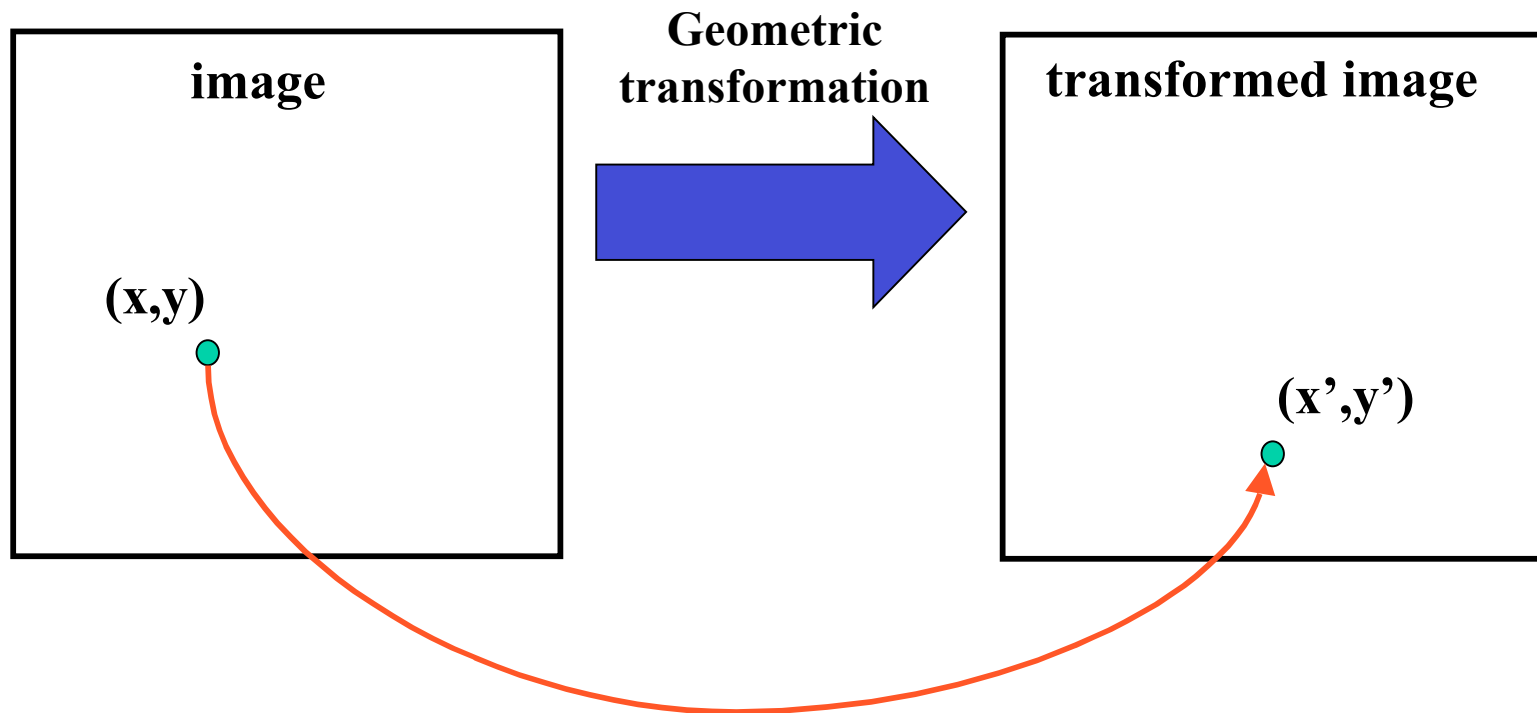 image
Geometric
transformation
transformed image
(x,y)
(x’,y’)